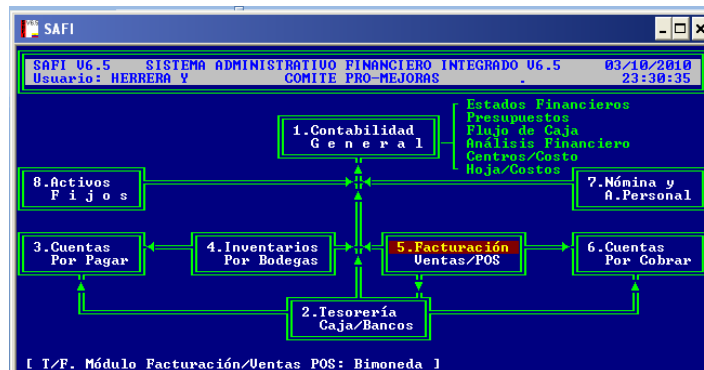 SAFI
SAFI V6.5 SISTEMA ADMINISTRATIVO FINANCIERO INTEGRADO V6.5 03/10/2010
Usuario: HERRERA Y COMITE PRO-MEJORAS . 23:30:35
1.Contabilidad
G e n e r a l
Estados Financieros
Presupuestos
Flujo de Caja
Análisis Financiero
Centros/Costo
Hoja/Costos
8.Activos
F i j o s
7.Nómina y
A.Personal
3.Cuentas
Por Pagar
4.Inventarios
Por Bodegas
5.Facturación
Ventas/POS
6.Cuentas
Por Cobrar
2.Tesorería
Caja/Bancos
[ T/F. Módulo Facturación/Ventas POS: Bimoneda ]